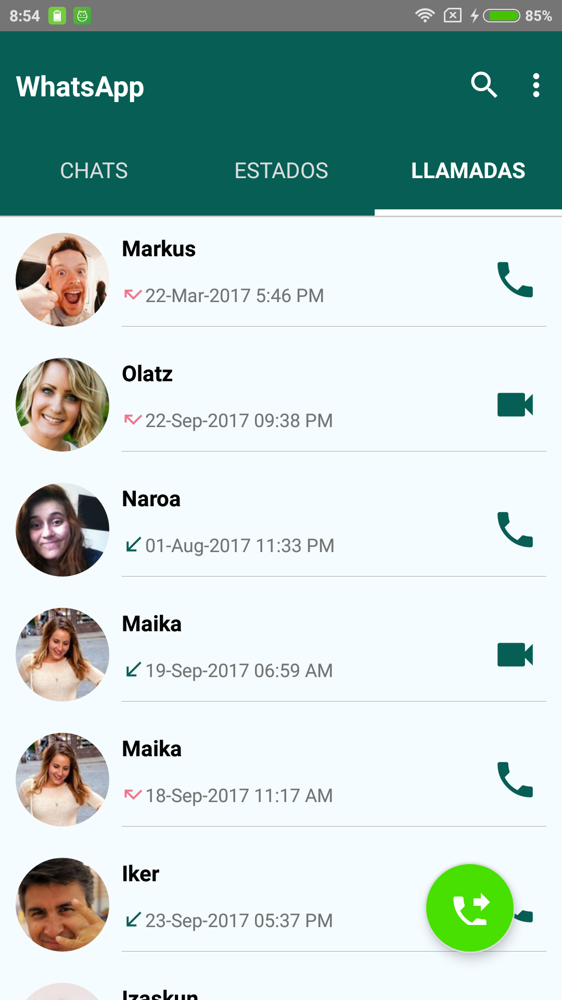 8:54 85%
WhatsApp
CHATS ESTADOS LLAMADAS
Markus
22-Mar-2017 5:46 PM
Olatz
22-Sep-2017 09:38 PM
Naroa
01-Aug-2017 11:33 PM
Maika
19-Sep-2017 06:59 AM
Maika
18-Sep-2017 11:17 AM
Iker
23-Sep-2017 05:37 PM
Izaskun